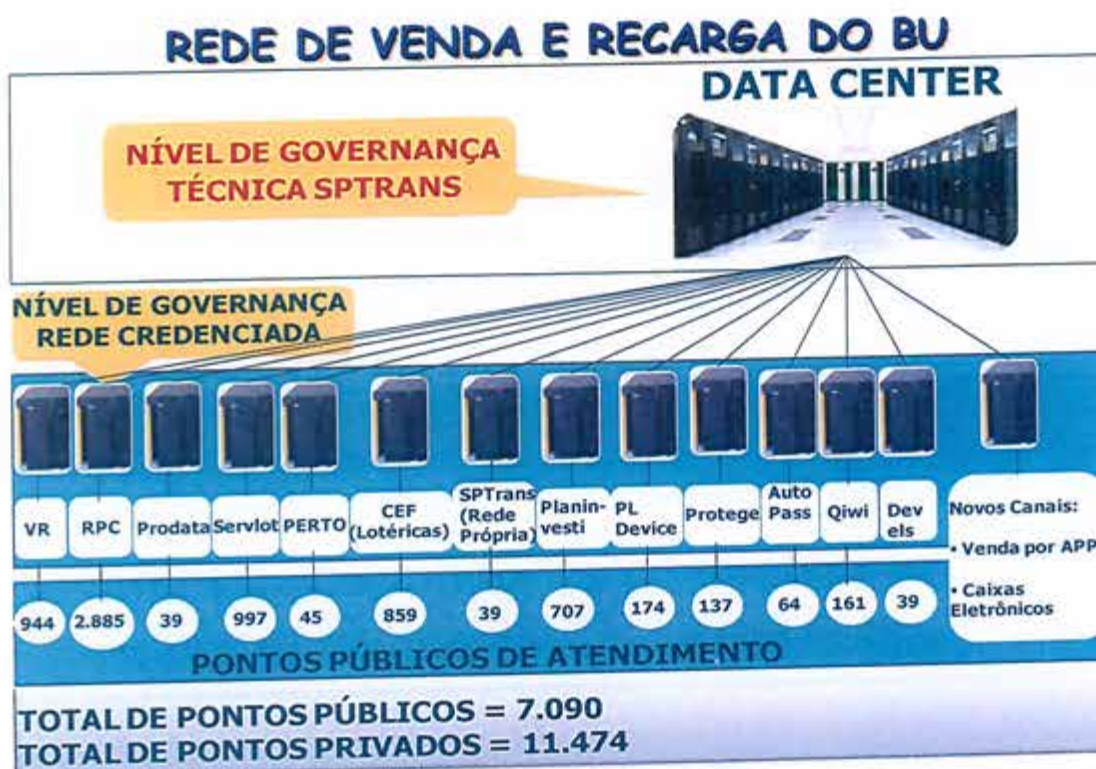 REDE DE VENDA E RECARGA DO BU
DATA CENTER
NÍVEL DE GOVERNANÇA
TÉCNICA SPTRANS
NÍVEL DE GOVERNANÇA
REDE CREDENCIADA
VR
RPC
Prodata
Servlot
PERTO
CEF
(Lotéricas)
SPTrans
(Rede
Própria)
Planin-
vesti
PL
Device
Protege
Auto
Pass
Qiwi
Dev
els
Novos Canais:
• Venda por APP
• Caixas
Eletrônicos
944
2.885
39
997
45
859
39
707
174
137
64
161
39
PONTOS PÚBLICOS DE ATENDIMENTO
TOTAL DE PONTOS PÚBLICOS = 7.090
TOTAL DE PONTOS PRIVADOS = 11.474